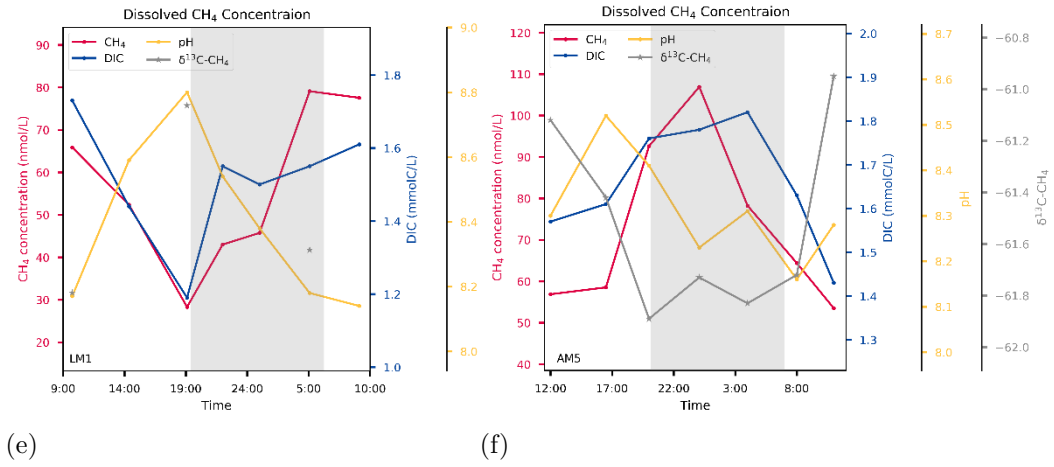 Dissolved CH₄ Concentraion
CH₄
DIC
pH
δ¹³C-CH₄
CH₄ concentration (nmol/L)
90
80
70
60
50
40
30
20
LM1
9:00
14:00
19:00
24:00
5:00
10:00
Time
1.8
1.6
1.4
1.2
1.0
DIC (mmolC/L)
9.0
8.8
8.6
8.4
8.2
8.0
(e)
Dissolved CH₄ Concentraion
CH₄
DIC
pH
δ¹³C-CH₄
CH₄ concentration (nmol/L)
120
110
100
90
80
70
60
50
40
AM5
12:00
17:00
22:00
3:00
8:00
Time
2.0
1.9
1.8
1.7
1.6
1.5
1.4
1.3
DIC (mmolC/L)
8.7
8.6
8.5
8.4
8.3
8.2
8.1
8.0
pH
−60.8
−61.0
−61.2
−61.4
−61.6
−61.8
−62.0
δ¹³C-CH₄
(f)